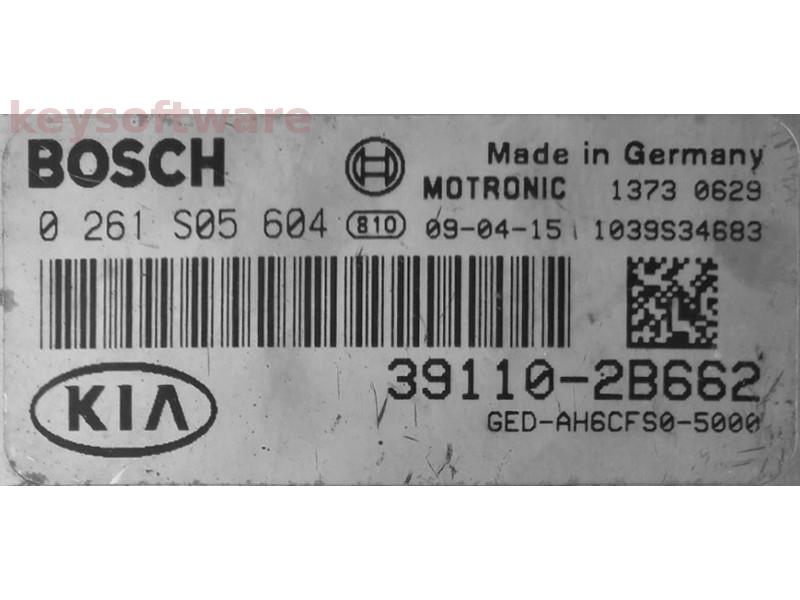 keysoftware
BOSCH
Made in Germany
MOTRONIC 1373 0629
0 261 S05 604 810 09-04-15 1039S34683
39110-2B662
KIA
GED-AH6CFS0-5000